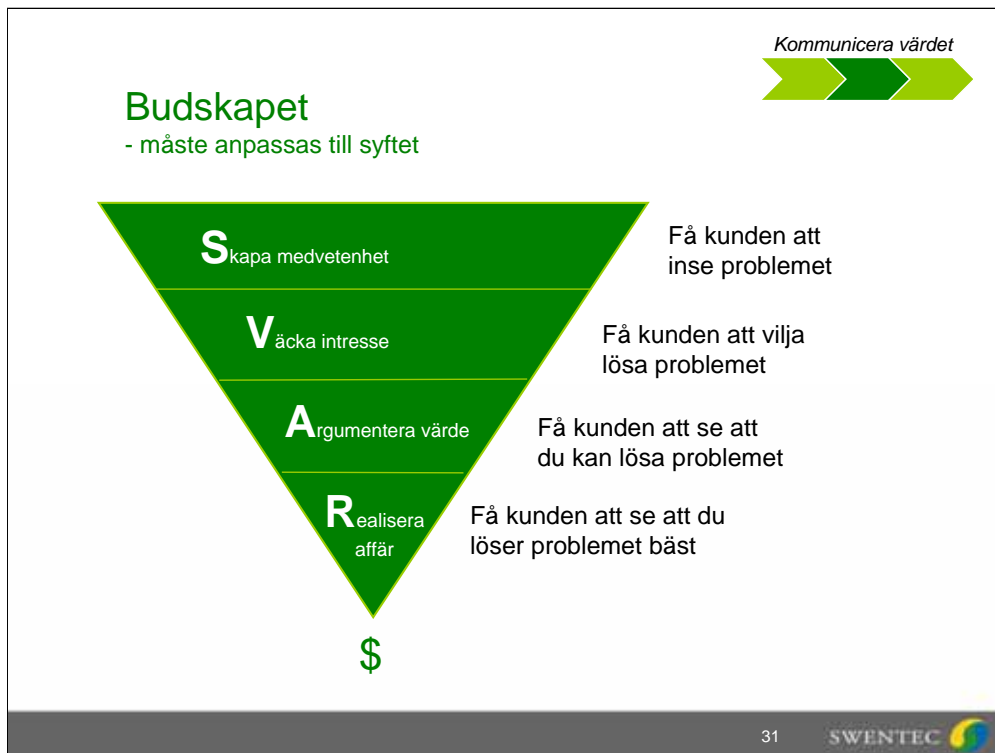 Kommunicera värdet
Budskapet
- måste anpassas till syftet
Skapa medvetenhet
Få kunden att
inse problemet
Väcka intresse
Få kunden att vilja
lösa problemet
Argumentera värde
Få kunden att se att
du kan lösa problemet
Realisera
affär
Få kunden att se att du
löser problemet bäst
$
31
SWENTEC